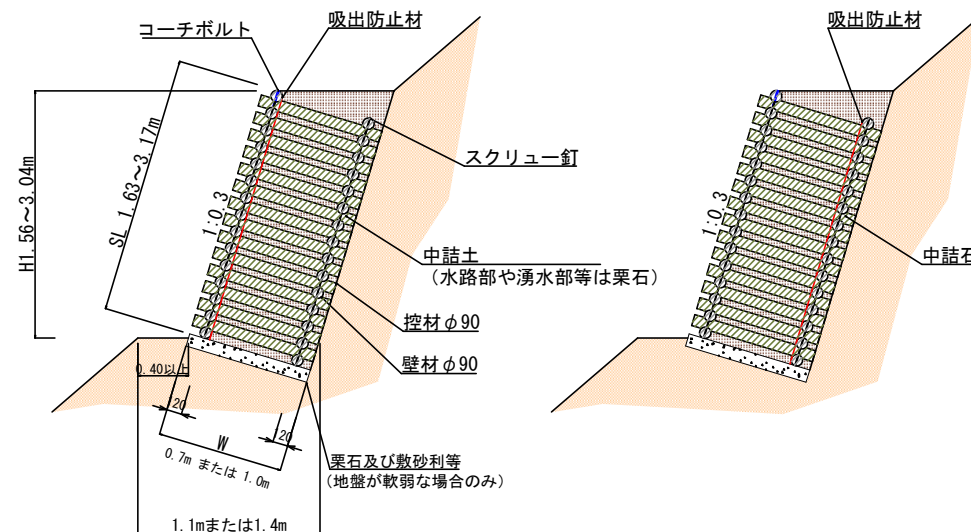 コーチボルト
吸出防止材
スクリュー釘
中詰土
(水路部や湧水部等は栗石)
控材φ90
壁材φ90
栗石及び敷砂利等
(地盤が軟弱な場合のみ)
H1.56～3.04m
SL 1.63～3.17m
1:0.3
0.40以上
120
W
120
0.7m または 1.0m
1.1mまたは1.4m
吸出防止材
1:0.3
中詰石